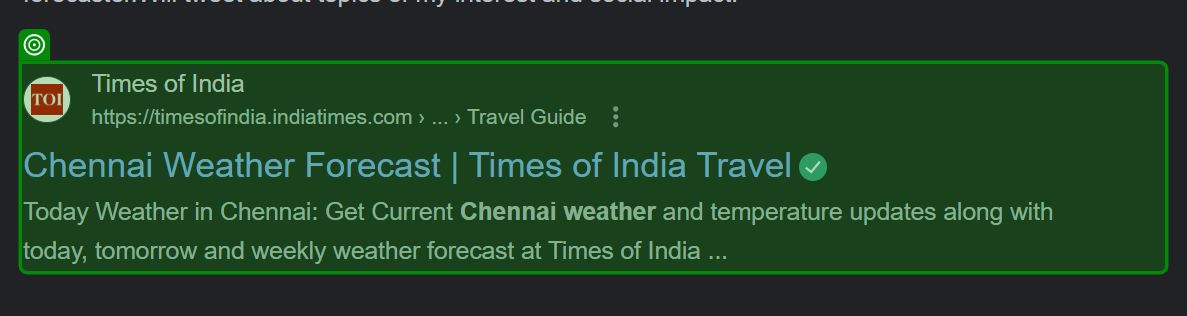 TOI
Times of India
https://timesofindia.indiatimes.com › ... › Travel Guide
Chennai Weather Forecast | Times of India Travel
Today Weather in Chennai: Get Current Chennai weather and temperature updates along with
today, tomorrow and weekly weather forecast at Times of India ...